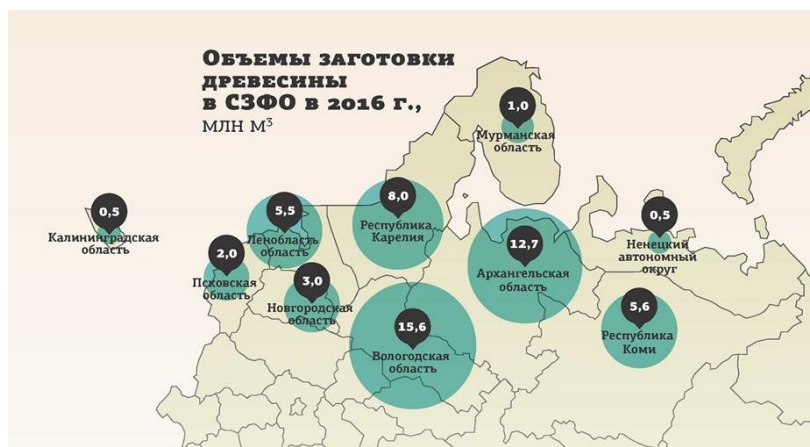 Объемы заготовки
древесины
в СЗФО в 2016 г.,
млн м³
1,0
Мурманская
область
0,5
Калининградская
область
5,5
Ленобласть
область
8,0
Республика
Карелия
0,5
Ненецкий
автономный
округ
2,0
Псковская
область
12,7
Архангельская
область
3,0
Новгородская
область
15,6
Вологодская
область
5,6
Республика
Коми